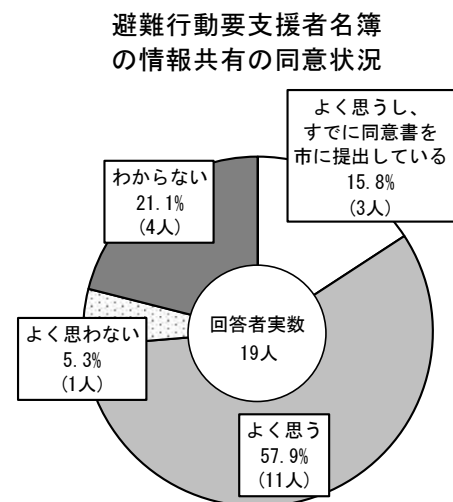 避難行動要支援者名簿
の情報共有の同意状況
よく思うし、
すでに同意書を
市に提出している
15.8%
(3人)
わからない
21.1%
(4人)
よく思わない
5.3%
(1人)
回答者実数
19人
よく思う
57.9%
(11人)